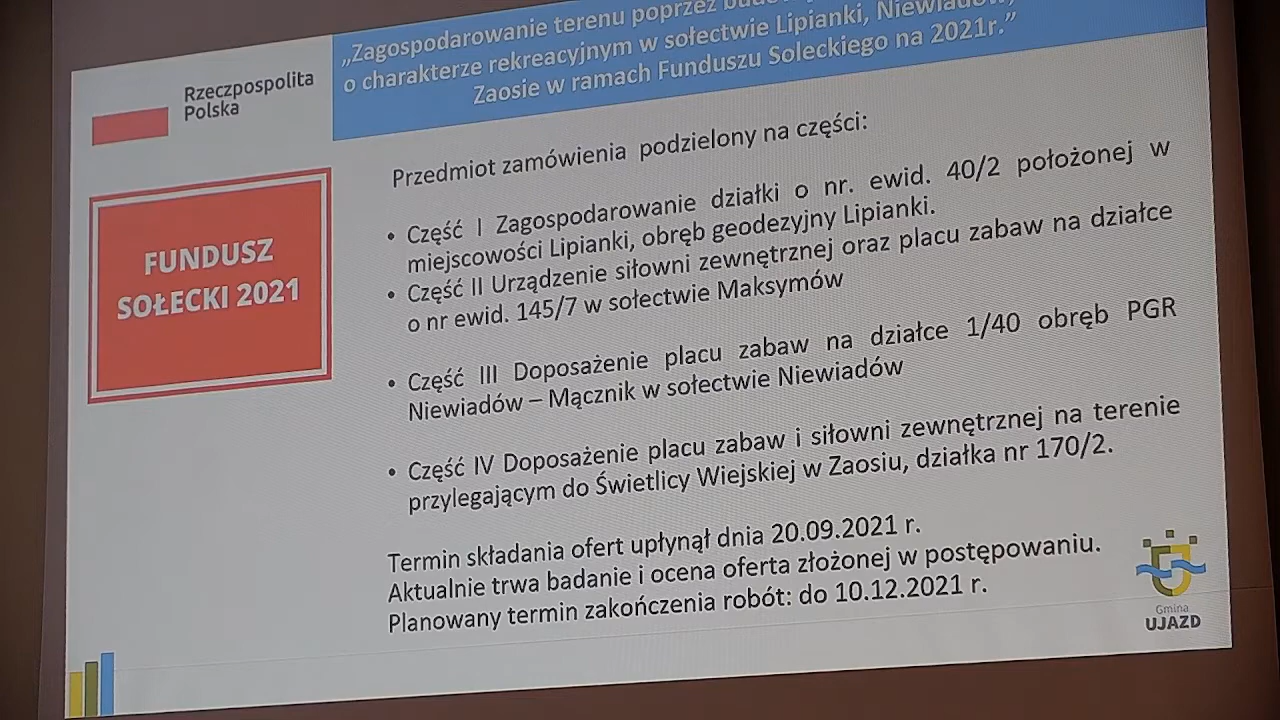 „Zagospodarowanie terenu poprzez
o charakterze rekreacyjnym w sołectwie Lipianki, Niewiadów,
Zaosie w ramach Funduszu Soleckiego na 2021r.”
Rzeczpospolita
Polska
FUNDUSZ
SOŁECKI 2021
Przedmiot zamówienia podzielony na części:
• Część I Zagospodarowanie działki o nr. ewid. 40/2 położonej w
miejscowości Lipianki, obręb geodezyjny Lipianki.
• Część II Urządzenie siłowni zewnętrznej oraz placu zabaw na działce
o nr ewid. 145/7 w sołectwie Maksymów
• Część III Doposażenie placu zabaw na działce 1/40 obręb PGR
Niewiadów – Mącznik w sołectwie Niewiadów
• Część IV Doposażenie placu zabaw i siłowni zewnętrznej na terenie
przylegającym do Świetlicy Wiejskiej w Zaosiu, działka nr 170/2.
Termin składania ofert upłynął dnia 20.09.2021 r.
Aktualnie trwa badanie i ocena oferta złożonej w postępowaniu.
Planowany termin zakończenia robót: do 10.12.2021 r.
Gmina
UJAZD